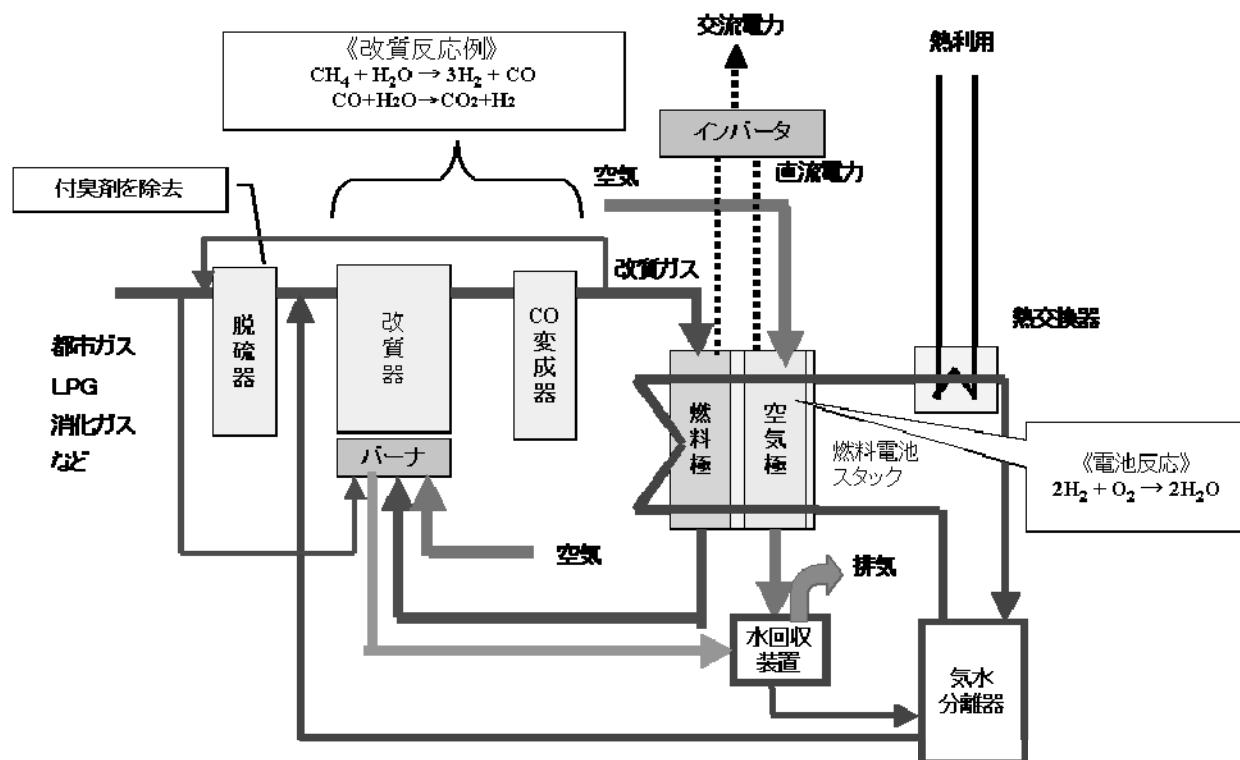 交流電力
熱利用
《改質反応例》
CH₄ + H₂O → 3H₂ + CO
CO+H₂O→CO₂+H₂
インバータ
空気
直流電力
付臭剤を除去
改質ガス
脱硫器
改質器
CO変成器
熱交換器
都市ガス
LPG
消化ガス
など
バーナ
燃料極
空気極
燃料電池
スタック
《電池反応》
2H₂ + O₂ → 2H₂O
空気
排気
水回収
装置
気水
分離器